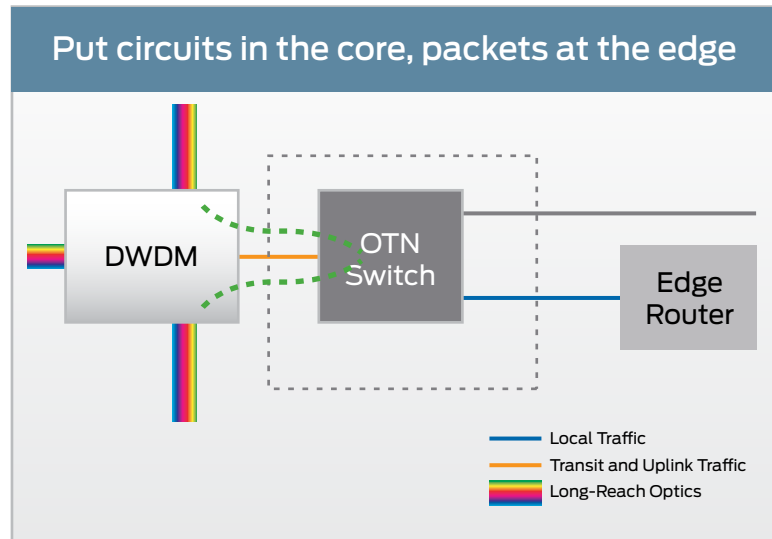 Put circuits in the core, packets at the edge
DWDM
OTN
Switch
Edge
Router
Local Traffic
Transit and Uplink Traffic
Long-Reach Optics